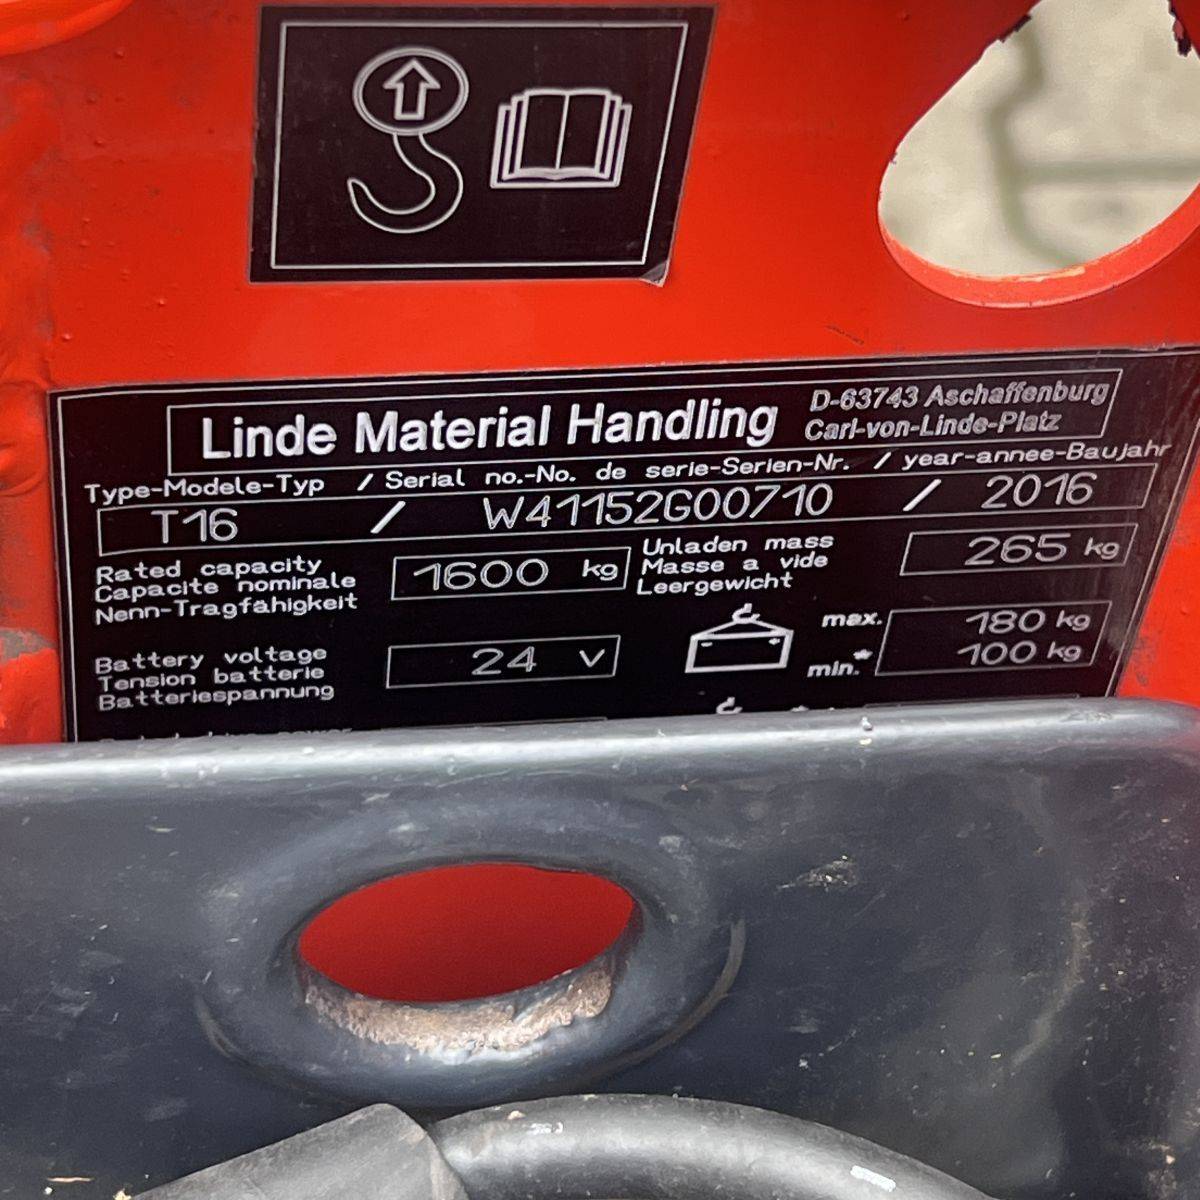 Linde Material Handling
D-63743 Aschaffenburg
Carl-von-Linde-Platz
Type-Modele-Typ / Serial no.-No. de serie-Serien-Nr. / year-annee-Baujahr
T16 / W41152G00710 / 2016
Rated capacity
Capacite nominale
Nenn-Tragfähigkeit
1600 kg
Unladen mass
Masse a vide
Leergewicht
265 kg
Battery voltage
Tension batterie
Batteriespannung
24 V
max. 180 kg
min.* 100 kg